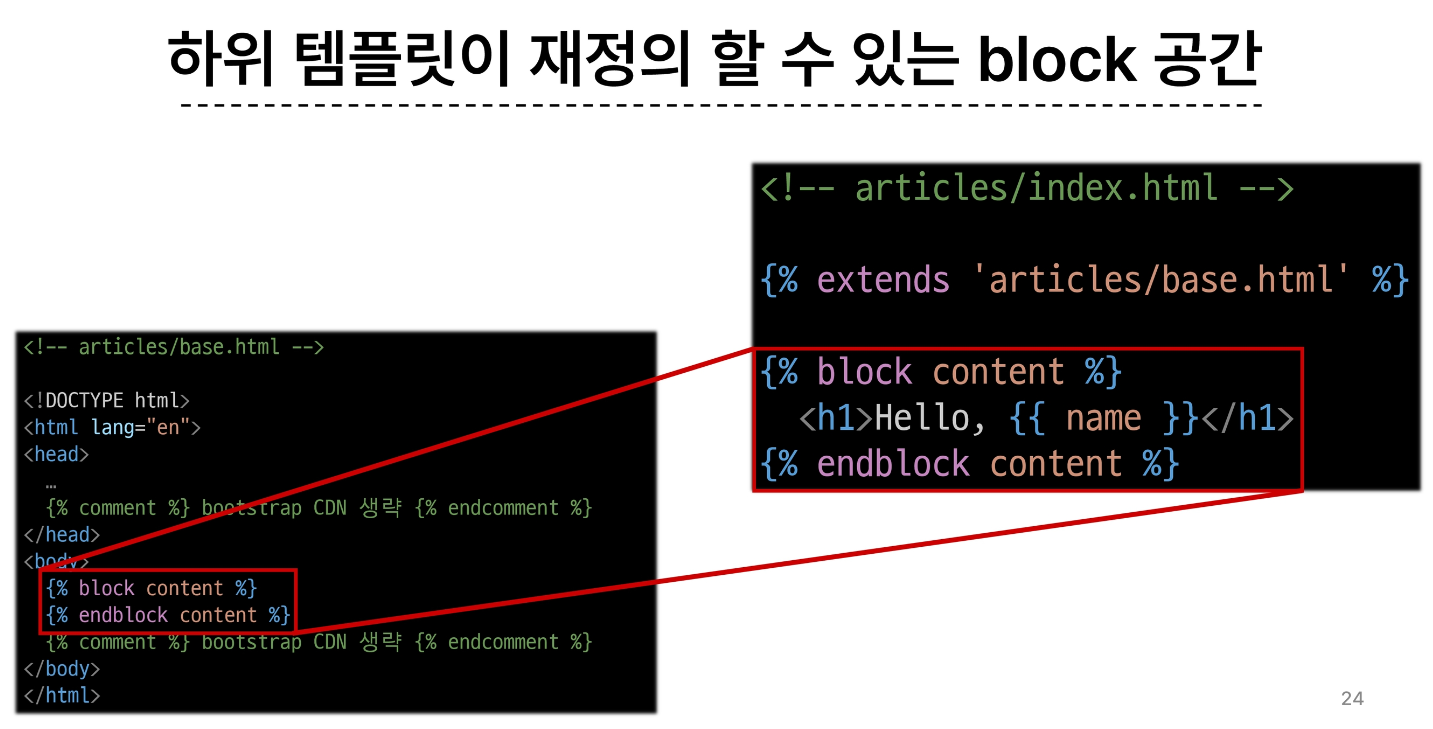 하위 템플릿이 재정의 할 수 있는 block 공간
<!-- articles/base.html -->
<!DOCTYPE html>
<html lang="en">
<head>
…
{% comment %} bootstrap CDN 생략 {% endcomment %}
</head>
<body>
{% block content %}
{% endblock content %}
{% comment %} bootstrap CDN 생략 {% endcomment %}
</body>
</html>
<!-- articles/index.html -->
{% extends 'articles/base.html' %}
{% block content %}
<h1>Hello, {{ name }}</h1>
{% endblock content %}
24